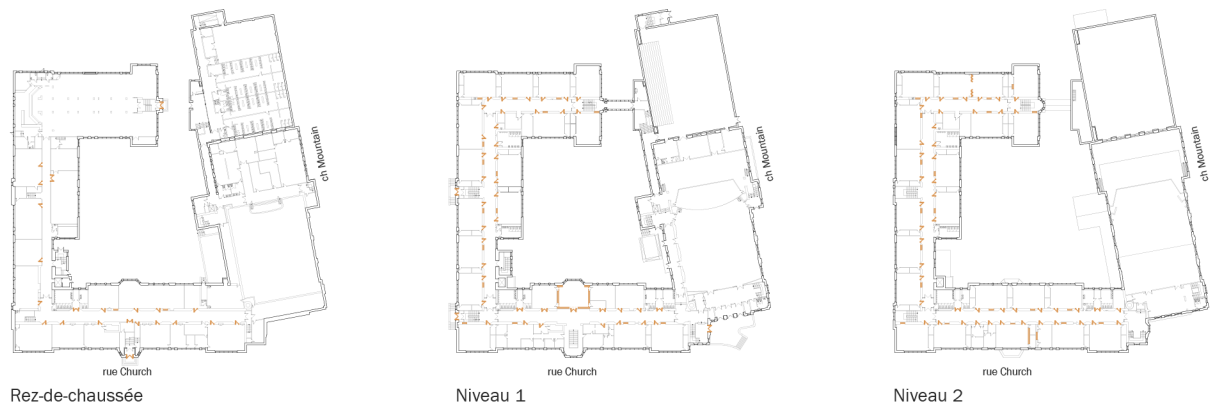 ch Mountain
rue Church
Rez-de-chaussée
ch Mountain
rue Church
Niveau 1
ch Mountain
rue Church
Niveau 2